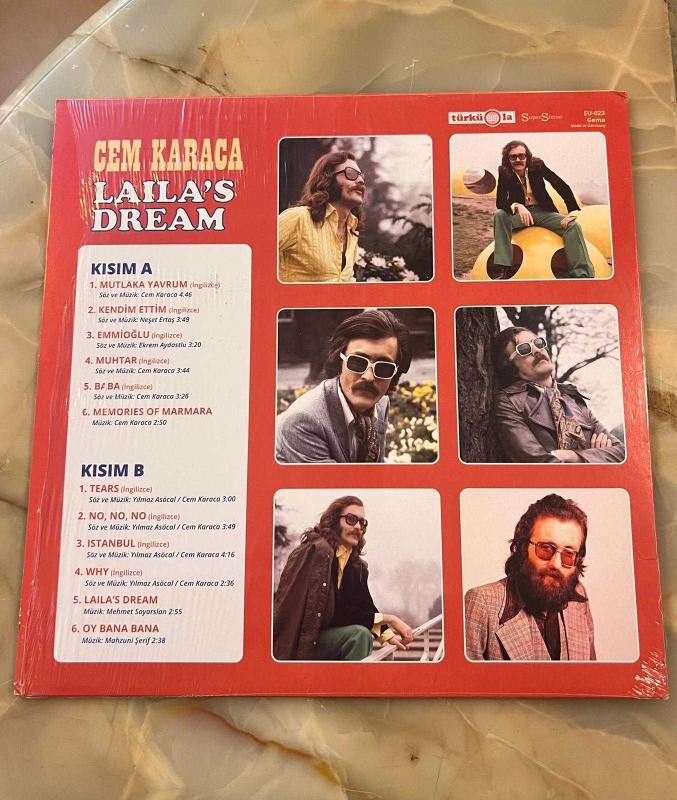 türkü la
SuperStereo
EU-023
Gema
Made in Germany
CEM KARACA
LAILA'S
DREAM
KISIM A
1. MUTLAKA YAVRUM (İngilizce)
Söz ve Müzik: Cem Karaca 4:46
2. KENDİM ETTİM (İngilizce)
Söz ve Müzik: Neşet Ertaş 3:49
3. EMMİOĞLU (İngilizce)
Söz ve Müzik: Ekrem Aydostlu 3:20
4. MUHTAR (İngilizce)
Söz ve Müzik: Cem Karaca 3:44
5. BABA (İngilizce)
Söz ve Müzik: Cem Karaca 3:26
6. MEMORIES OF MARMARA
Müzik: Cem Karaca 2:50
KISIM B
1. TEARS (İngilizce)
Söz ve Müzik: Yılmaz Asöcal / Cem Karaca 3:00
2. NO, NO, NO (İngilizce)
Söz ve Müzik: Yılmaz Asöcal / Cem Karaca 3:49
3. ISTANBUL (İngilizce)
Söz ve Müzik: Yılmaz Asöcal / Cem Karaca 4:16
4. WHY (İngilizce)
Söz ve Müzik: Yılmaz Asöcal / Cem Karaca 2:36
5. LAILA'S DREAM
Müzik: Mehmet Soyarslan 2:55
6. OY BANA BANA
Müzik: Mahzuni Şerif 2:38